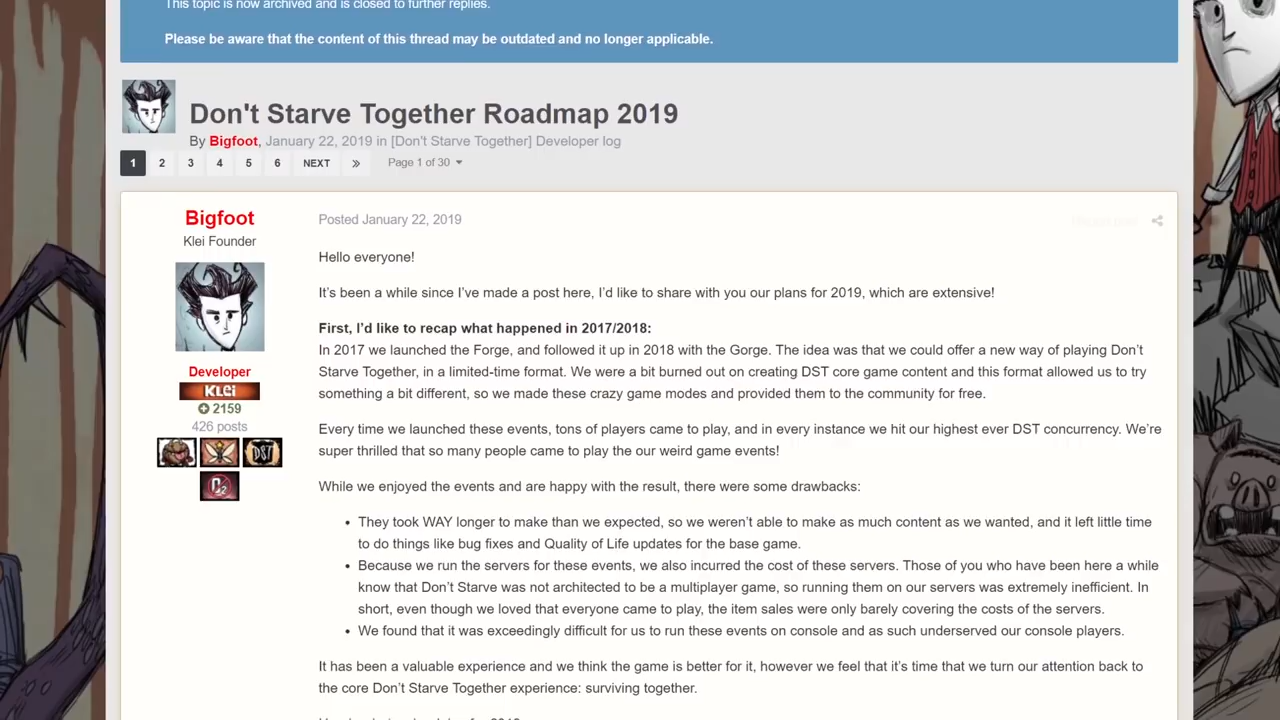 This topic is now archived and is closed to further replies.
Please be aware that the content of this thread may be outdated and no longer applicable.
Don't Starve Together Roadmap 2019
By Bigfoot, January 22, 2019 in [Don't Starve Together] Developer log
1 2 3 4 5 6 NEXT » Page 1 of 30
Bigfoot
Klei Founder
Developer
KLei
2159
426 posts
DST
Posted January 22, 2019
Hello everyone!
It’s been a while since I’ve made a post here, I’d like to share with you our plans for 2019, which are extensive!
First, I’d like to recap what happened in 2017/2018:
In 2017 we launched the Forge, and followed it up in 2018 with the Gorge. The idea was that we could offer a new way of playing Don’t
Starve Together, in a limited-time format. We were a bit burned out on creating DST core game content and this format allowed us to try
something a bit different, so we made these crazy game modes and provided them to the community for free.
Every time we launched these events, tons of players came to play, and in every instance we hit our highest ever DST concurrency. We’re
super thrilled that so many people came to play the our weird game events!
While we enjoyed the events and are happy with the result, there were some drawbacks:
• They took WAY longer to make than we expected, so we weren’t able to make as much content as we wanted, and it left little time
to do things like bug fixes and Quality of Life updates for the base game.
• Because we run the servers for these events, we also incurred the cost of these servers. Those of you who have been here a while
know that Don’t Starve was not architected to be a multiplayer game, so running them on our servers was extremely inefficient. In
short, even though we loved that everyone came to play, the item sales were only barely covering the costs of the servers.
• We found that it was exceedingly difficult for us to run these events on console and as such underserved our console players.
It has been a valuable experience and we think the game is better for it, however we feel that it’s time that we turn our attention back to
the core Don’t Starve Together experience: surviving together.